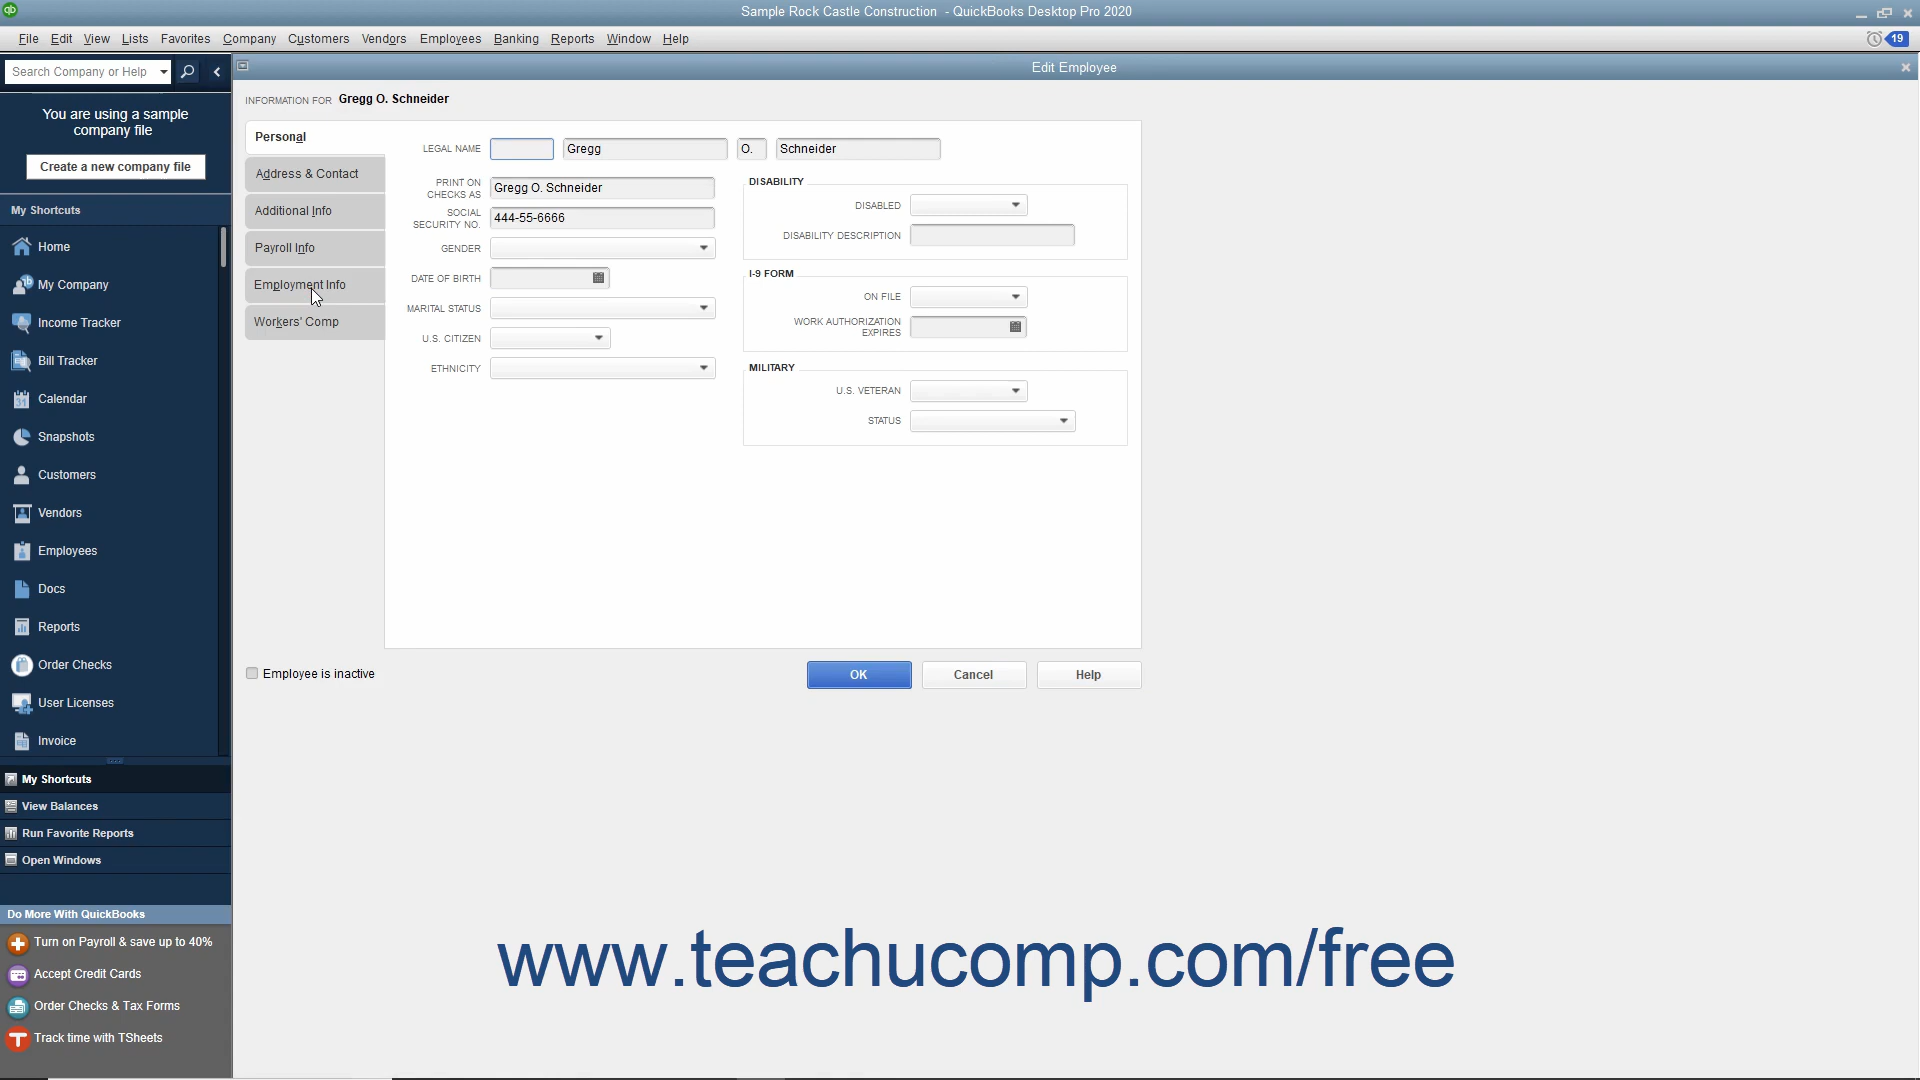 Sample Rock Castle Construction - QuickBooks Desktop Pro 2020
File Edit View Lists Favorites Company Customers Vendors Employees Banking Reports Window Help
19
Search Company or Help
Edit Employee
You are using a sample
company file
Create a new company file
My Shortcuts
Home
My Company
Income Tracker
Bill Tracker
Calendar
Snapshots
Customers
Vendors
Employees
Docs
Reports
Order Checks
User Licenses
Invoice
My Shortcuts
View Balances
Run Favorite Reports
Open Windows
Do More With QuickBooks
Turn on Payroll & save up to 40%
Accept Credit Cards
Order Checks & Tax Forms
Track time with TSheets
INFORMATION FOR Gregg O. Schneider
Personal
Address & Contact
Additional Info
Payroll Info
Employment Info
Workers' Comp
LEGAL NAME Gregg O. Schneider
PRINT ON
CHECKS AS Gregg O. Schneider
SOCIAL
SECURITY NO. 444-55-6666
GENDER
DATE OF BIRTH
MARITAL STATUS
U.S. CITIZEN
ETHNICITY
DISABILITY
DISABLED
DISABILITY DESCRIPTION
I-9 FORM
ON FILE
WORK AUTHORIZATION
EXPIRES
MILITARY
U.S. VETERAN
STATUS
Employee is inactive
OK Cancel Help
www.teachucomp.com/free